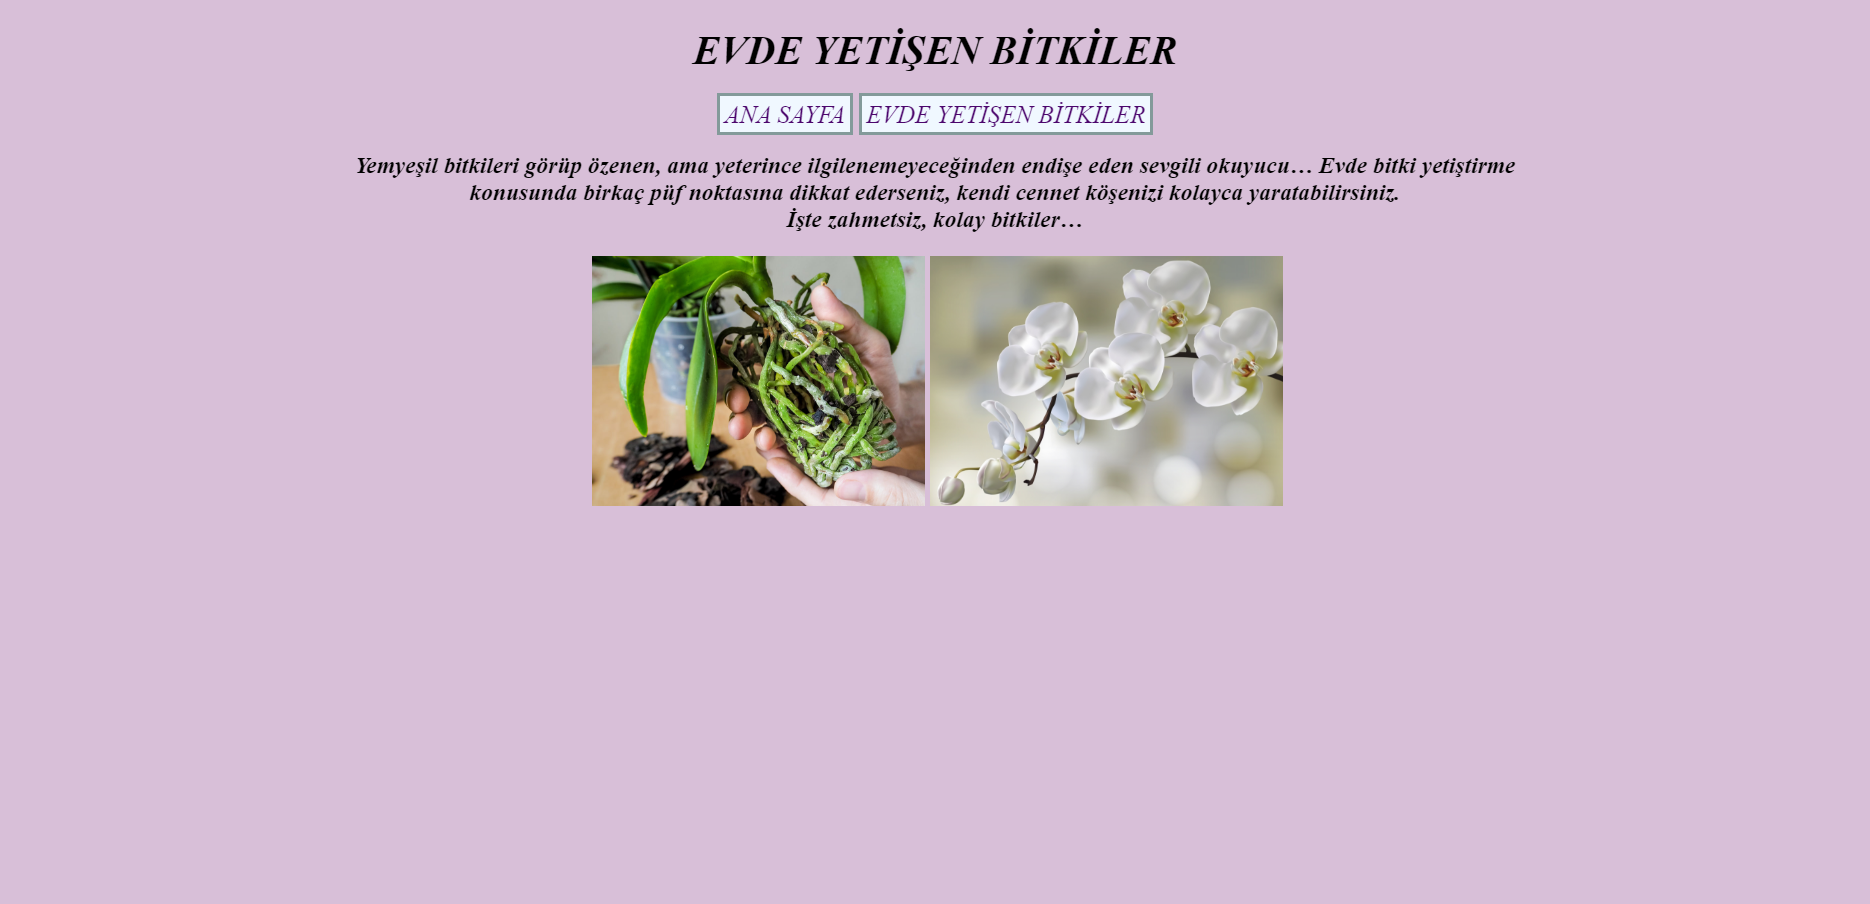 EVDE YETİŞEN BİTKİLER
ANA SAYFA EVDE YETİŞEN BİTKİLER
Yemyeşil bitkileri görüp özenen, ama yeterince ilgilenemeyeceğinden endişe eden sevgili okuyucu… Evde bitki yetiştirme
konusunda birkaç püf noktasına dikkat ederseniz, kendi cennet köşenizi kolayca yaratabilirsiniz.
İşte zahmetsiz, kolay bitkiler…